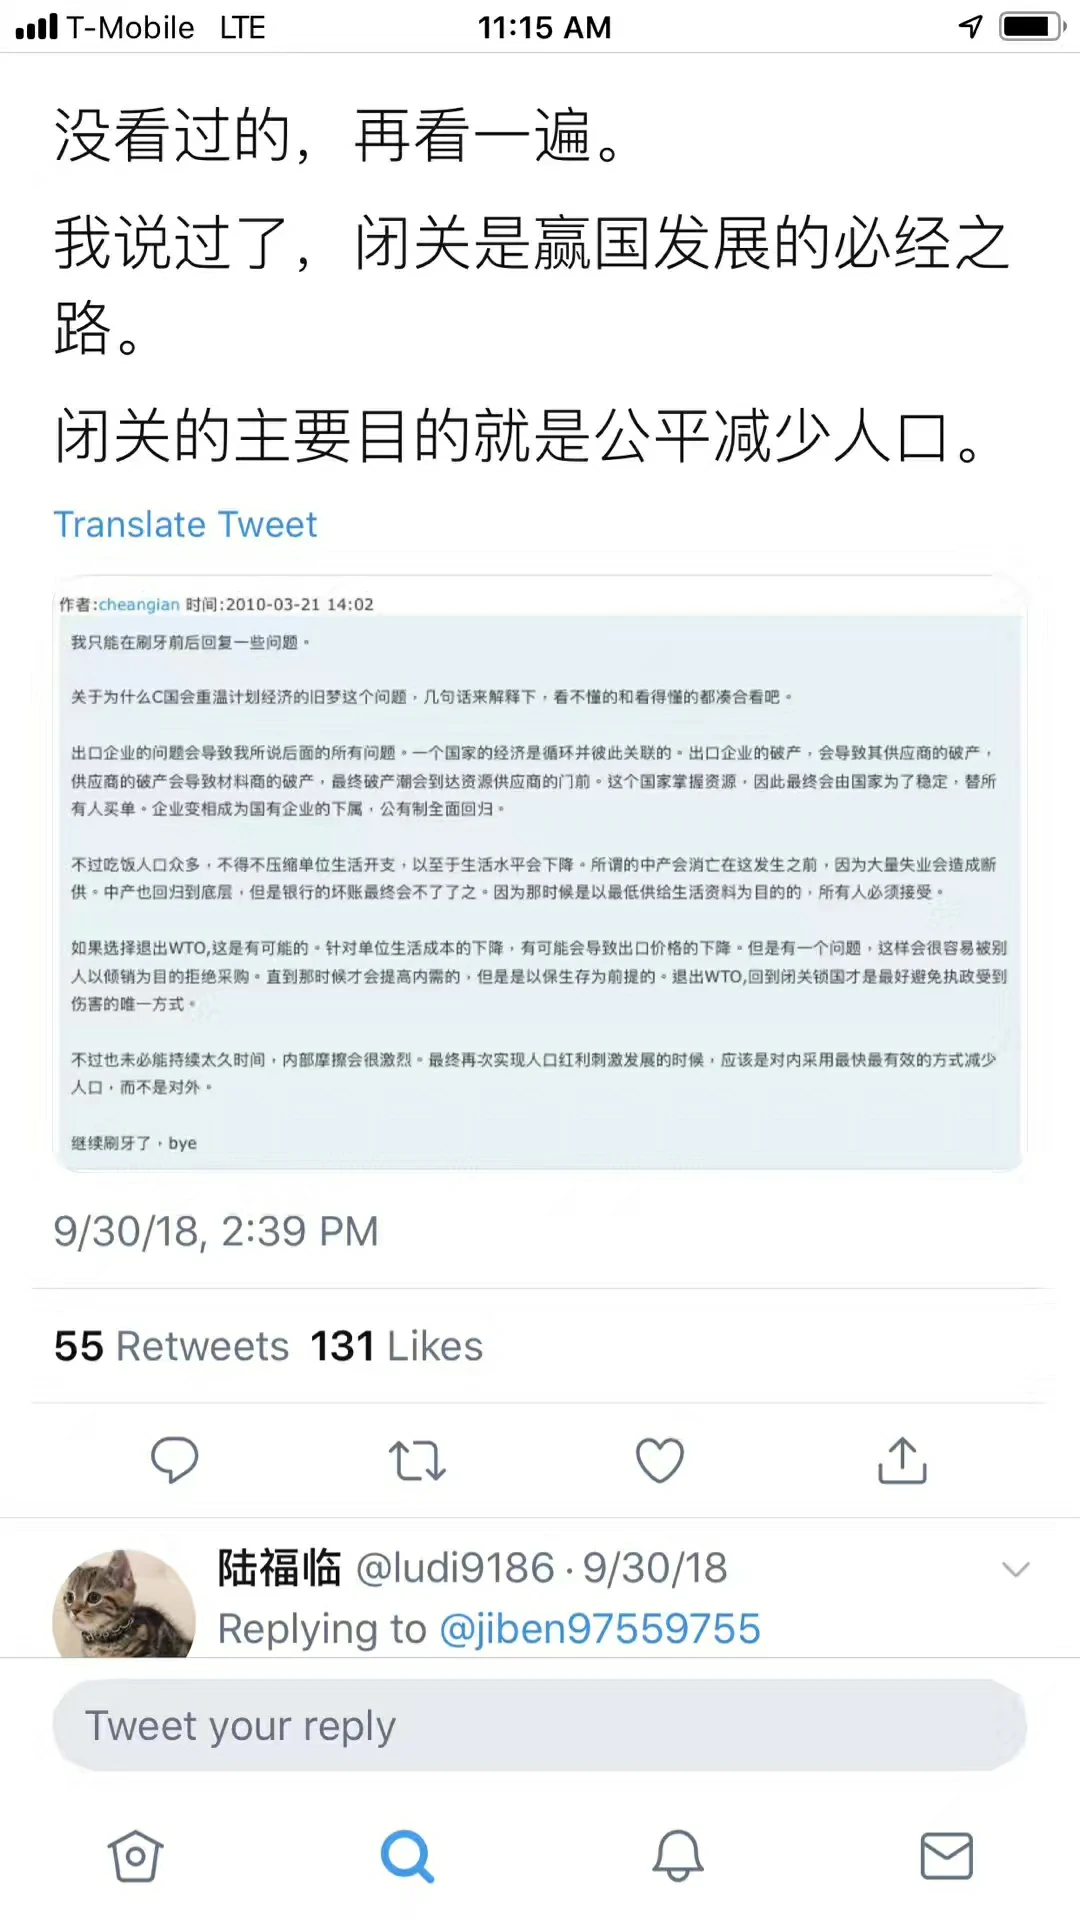 T-Mobile LTE 11:15 AM
没看过的，再看一遍。
我说过了，闭关是赢国发展的必经之
路。
闭关的主要目的就是公平减少人口。
Translate Tweet
作者:cheangian 时间:2010-03-21 14:02
我只能在刷牙前后回复一些问题。
关于为什么C国会重温计划经济的旧梦这个问题，几句话来解释下，看不懂的和看得懂的都凑合看吧。
出口企业的问题会导致我所说后面的所有问题。一个国家的经济是循环并彼此关联的。出口企业的破产，会导致其供应商的破产，
供应商的破产会导致材料商的破产，最终破产潮会到达资源供应商的门前。这个国家掌握资源，因此最终会由国家为了稳定，替所
有人买单。企业变相成为国有企业的下属，公有制全面回归。
不过吃饭人口众多，不得不压缩单位生活开支，以至于生活水平会下降。所谓的中产会消亡在这发生之前，因为大量失业会造成断
供。中产也回归到底层，但是银行的坏账最终会不了了之。因为那时候是以最低供给生活资料为目的的，所有人必须接受。
如果选择退出WTO,这是有可能的。针对单位生活成本的下降，有可能会导致出口价格的下降。但是有一个问题，这样会很容易被别
人以倾销为目的拒绝采购。直到那时候才会提高内需的，但是是以保生存为前提的。退出WTO,回到闭关锁国才是最好避免执政受到
伤害的唯一方式。
不过也未必能持续太久时间，内部摩擦会很激烈。最终再次实现人口红利刺激发展的时候，应该是对内采用最快最有效的方式减少
人口，而不是对外。
继续刷牙了，bye
9/30/18, 2:39 PM
55 Retweets 131 Likes
陆福临 @ludi9186 · 9/30/18
Replying to @jiben97559755
Tweet your reply